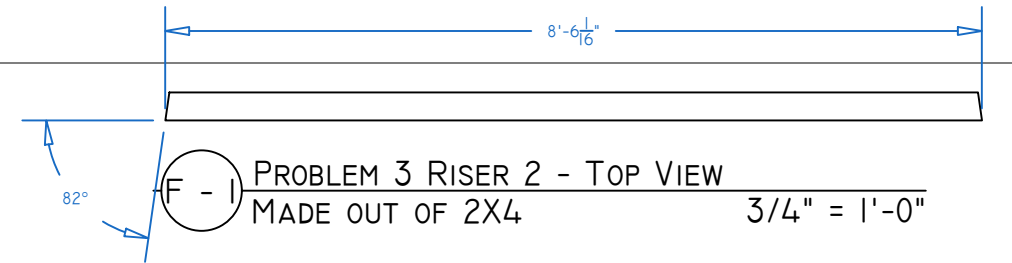 8'-6 1/16"
82°
F - 1
PROBLEM 3 RISER 2 - TOP VIEW
MADE OUT OF 2X4
3/4" = 1'-0"